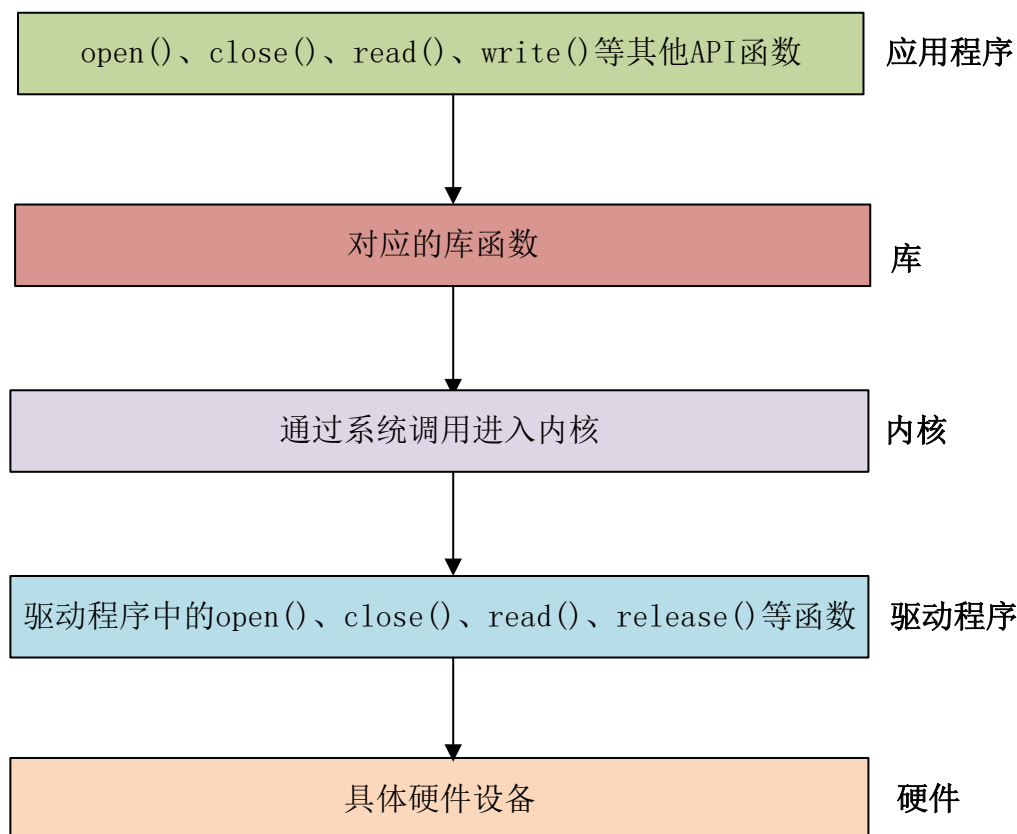 open()、close()、read()、write()等其他API函数 应用程序
对应的库函数 库
通过系统调用进入内核 内核
驱动程序中的open()、close()、read()、release()等函数 驱动程序
具体硬件设备 硬件